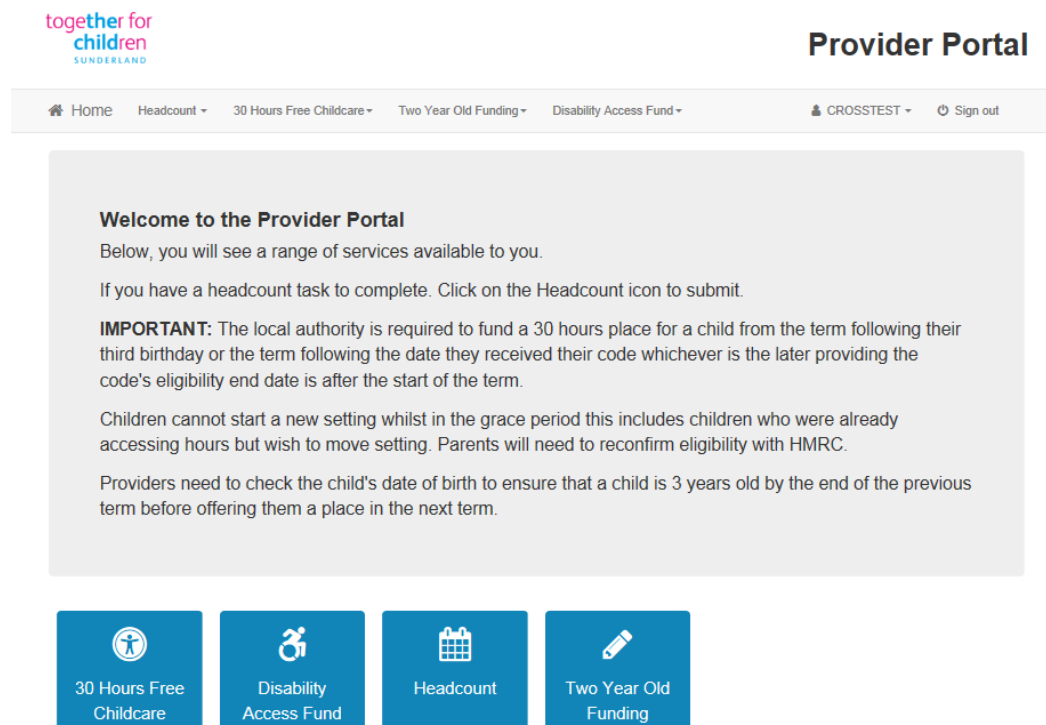 together for
children
SUNDERLAND
Provider Portal
Home Headcount 30 Hours Free Childcare Two Year Old Funding Disability Access Fund CROSSTEST Sign out
Welcome to the Provider Portal
Below, you will see a range of services available to you.
If you have a headcount task to complete. Click on the Headcount icon to submit.
IMPORTANT: The local authority is required to fund a 30 hours place for a child from the term following their
third birthday or the term following the date they received their code whichever is the later providing the
code's eligibility end date is after the start of the term.
Children cannot start a new setting whilst in the grace period this includes children who were already
accessing hours but wish to move setting. Parents will need to reconfirm eligibility with HMRC.
Providers need to check the child's date of birth to ensure that a child is 3 years old by the end of the previous
term before offering them a place in the next term.
30 Hours Free
Childcare
Disability
Access Fund
Headcount
Two Year Old
Funding